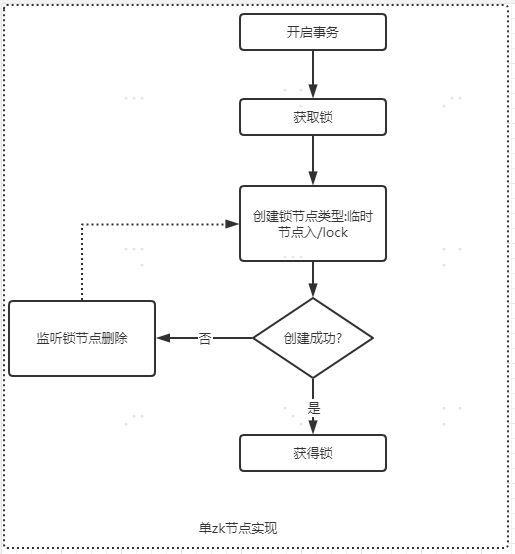 开启事务
获取锁
创建锁节点类型:临时
节点入/lock
监听锁节点删除
否
创建成功?
是
获得锁
单zk节点实现